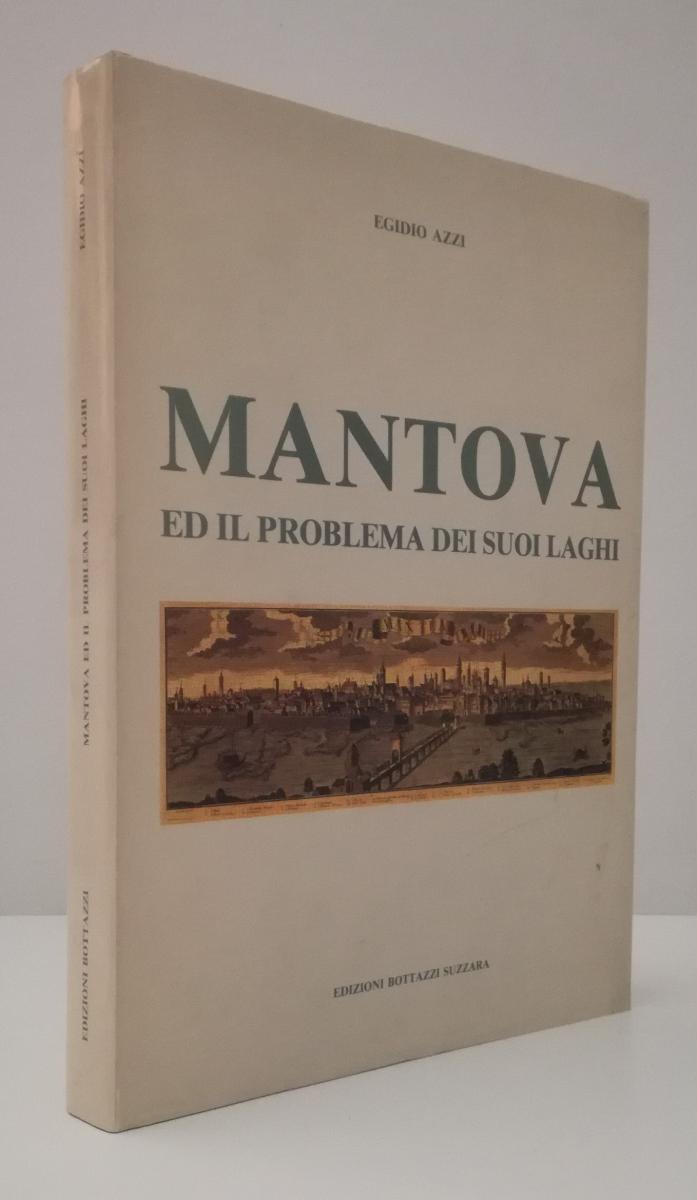 EGIDIO AZZI
MANTOVA
ED IL PROBLEMA DEI SUOI LAGHI
EDIZIONI BOTTAZZI SUZZARA
EGIDIO AZZI
MANTOVA ED IL PROBLEMA DEI SUOI LAGHI
EDIZIONI BOTTAZZI